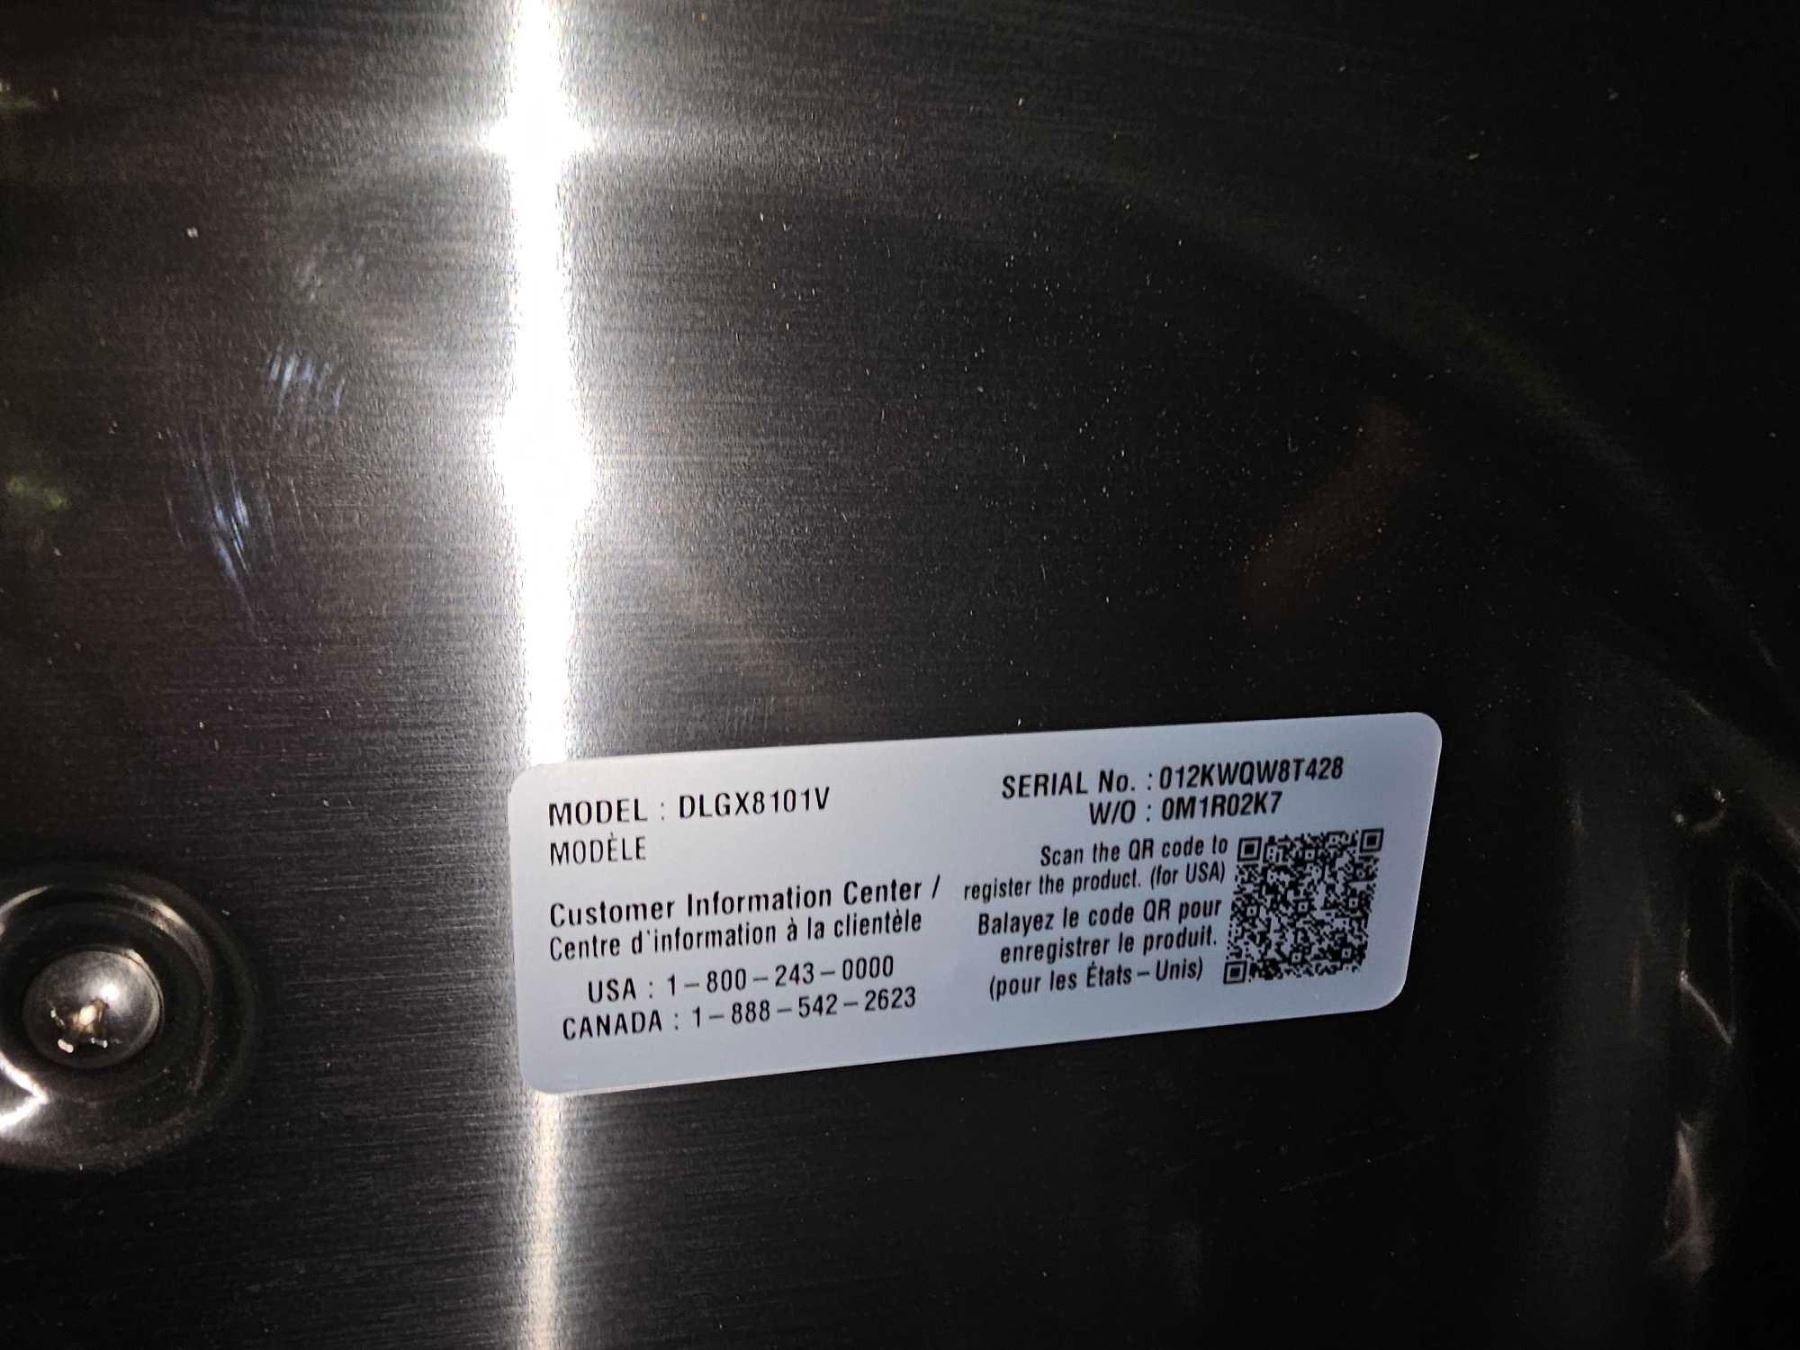 MODEL : DLGX8101V
MODÈLE
Customer Information Center /
Centre d'information à la clientèle
USA : 1-800-243-0000
CANADA : 1-888-542-2623
SERIAL No. : 012KWQW8T428
W/O : 0M1R02K7
Scan the QR code to
register the product. (for USA)
Balayez le code QR pour
enregistrer le produit.
(pour les États-Unis)